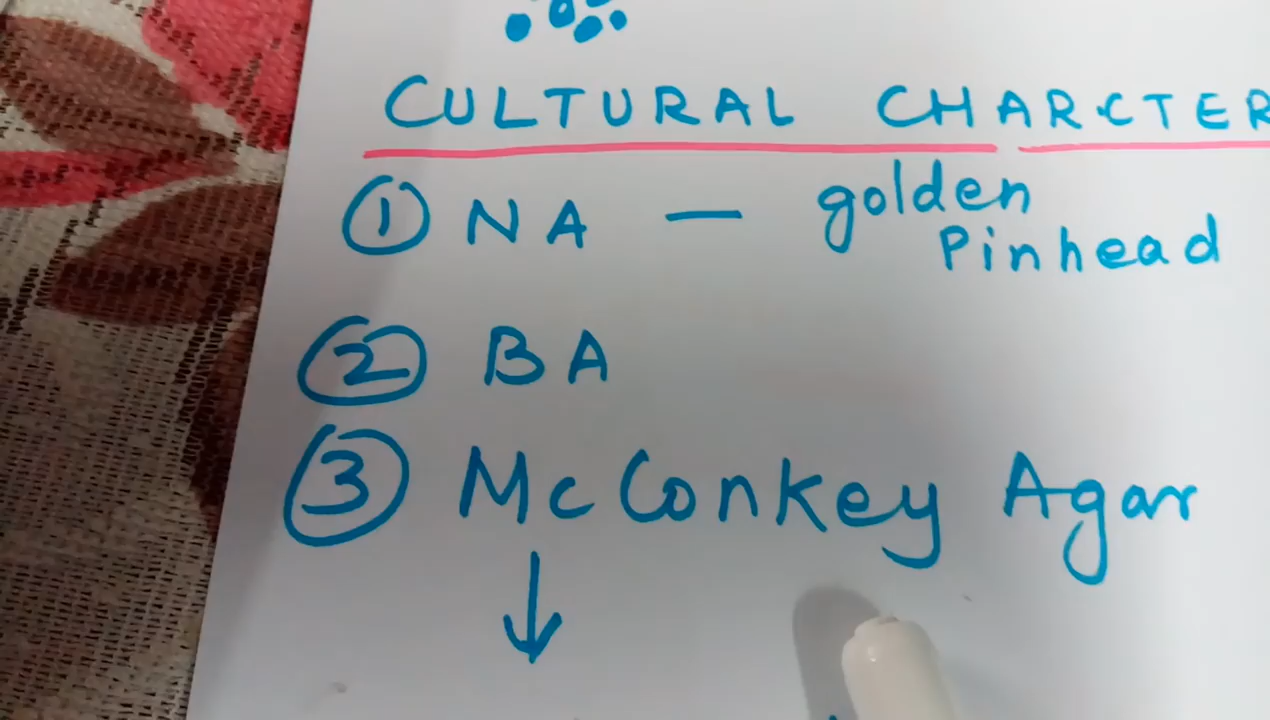 CULTURAL CHARCTER
① NA — golden
Pinhead
② BA
③ McConkey Agar
↓